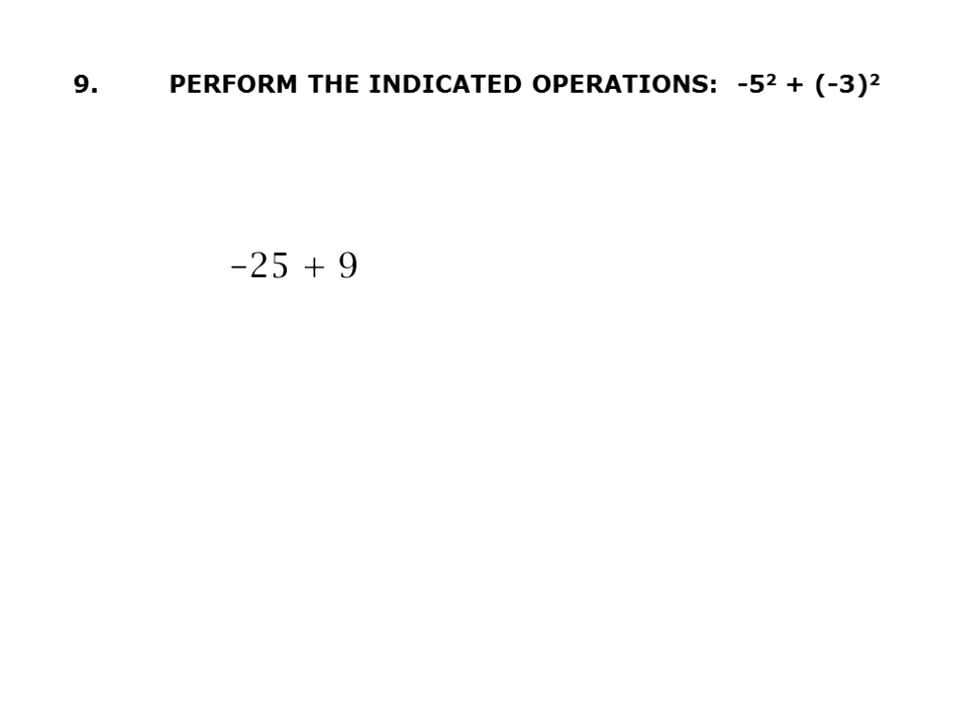 9. PERFORM THE INDICATED OPERATIONS: -5² + (-3)²
−25 + 9